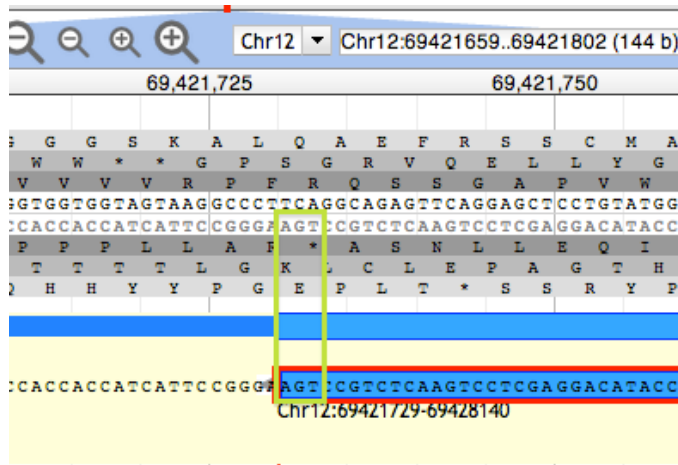 Chr12 Chr12:69421659..69421802 (144 b)
69,421,725 69,421,750
G G S K A L Q A E F R S S C M A
W W * * G P S G R V Q E L L Y G
V V V V R P F R Q S S G A P V W
GGTGGTGGTAGTAAGGCCCTTCAGGCAGAGTTCAGGAGCTCCTGTATGG
CCACCACCATCATTCCGGGAAGTCCGTCTCAAGTCCTCGAGGACATACC
P P P L L A R * A S N L L E Q I
T T T T L G K L C L E P A G T H
Q H H Y Y P G E P L T * S S R Y P
CCACCACCATCATTCCGGGAAGTCCGTCTCAAGTCCTCGAGGACATACC
Chr12:69421729-69428140